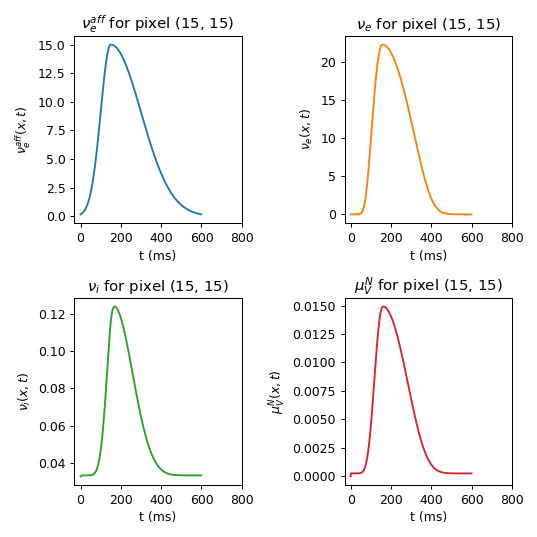 ν_e^{aff} for pixel (15, 15)
15.0
12.5
10.0
7.5
5.0
2.5
0.0
ν_e^{aff}(x, t)
0 200 400 600 800
t (ms)
ν_e for pixel (15, 15)
20
15
10
5
0
ν_e(x, t)
0 200 400 600 800
t (ms)
ν_i for pixel (15, 15)
0.12
0.10
0.08
0.06
0.04
ν_i(x, t)
0 200 400 600 800
t (ms)
μ_V^N for pixel (15, 15)
0.0150
0.0125
0.0100
0.0075
0.0050
0.0025
0.0000
μ_V^N(x, t)
0 200 400 600 800
t (ms)